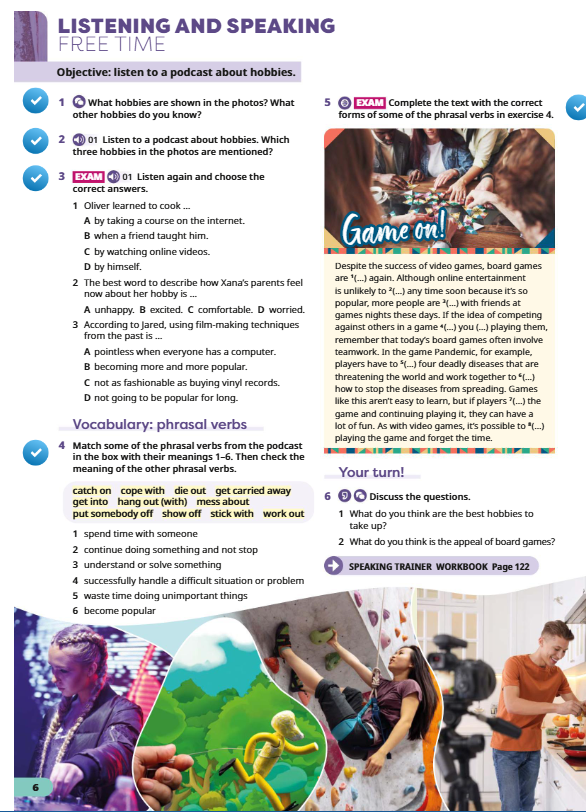 LISTENING AND SPEAKING
FREE TIME
Objective: listen to a podcast about hobbies.
1 What hobbies are shown in the photos? What
other hobbies do you know?
2 01 Listen to a podcast about hobbies. Which
three hobbies in the photos are mentioned?
3 EXAM 01 Listen again and choose the
correct answers.
1 Oliver learned to cook ...
A by taking a course on the internet.
B when a friend taught him.
C by watching online videos.
D by himself.
2 The best word to describe how Xana's parents feel
now about her hobby is ...
A unhappy. B excited. C comfortable. D worried.
3 According to Jared, using film-making techniques
from the past is ...
A pointless when everyone has a computer.
B becoming more and more popular.
C not as fashionable as buying vinyl records.
D not going to be popular for long.
Vocabulary: phrasal verbs
4 Match some of the phrasal verbs from the podcast
in the box with their meanings 1–6. Then check the
meaning of the other phrasal verbs.
catch on cope with die out get carried away
get into hang out (with) mess about
put somebody off show off stick with work out
1 spend time with someone
2 continue doing something and not stop
3 understand or solve something
4 successfully handle a difficult situation or problem
5 waste time doing unimportant things
6 become popular
5 EXAM Complete the text with the correct
forms of some of the phrasal verbs in exercise 4.
Game on!
Despite the success of video games, board games
are ¹(...) again. Although online entertainment
is unlikely to ²(...) any time soon because it's so
popular, more people are ³(...) with friends at
games nights these days. If the idea of competing
against others in a game ⁴(...) you (...) playing them,
remember that today's board games often involve
teamwork. In the game Pandemic, for example,
players have to ⁵(...) four deadly diseases that are
threatening the world and work together to ⁶(...)
how to stop the diseases from spreading. Games
like this aren't easy to learn, but if players ⁷(...) the
game and continuing playing it, they can have a
lot of fun. As with video games, it's possible to ⁸(...)
playing the game and forget the time.
Your turn!
6 Discuss the questions.
1 What do you think are the best hobbies to
take up?
2 What do you think is the appeal of board games?
SPEAKING TRAINER WORKBOOK Page 122
6